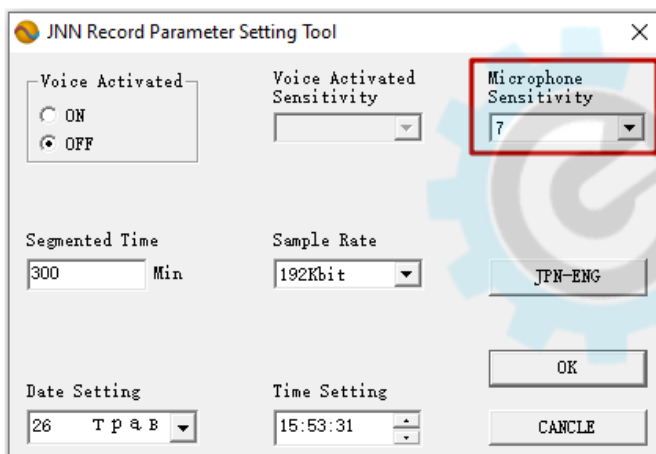 JNN Record Parameter Setting Tool
Voice Activated
ON
OFF
Voice Activated
Sensitivity
Microphone
Sensitivity
7
Segmented Time
300 Min
Sample Rate
192Kbit
JPN-ENG
OK
Date Setting
26 Т р а в
Time Setting
15:53:31
CANCLE